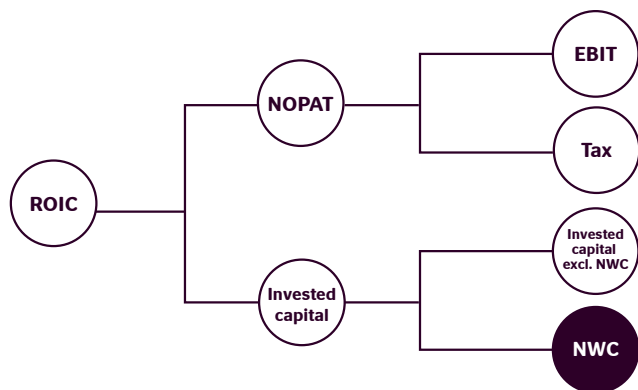 ROIC
NOPAT
EBIT
Tax
Invested
capital
Invested
capital
excl. NWC
NWC